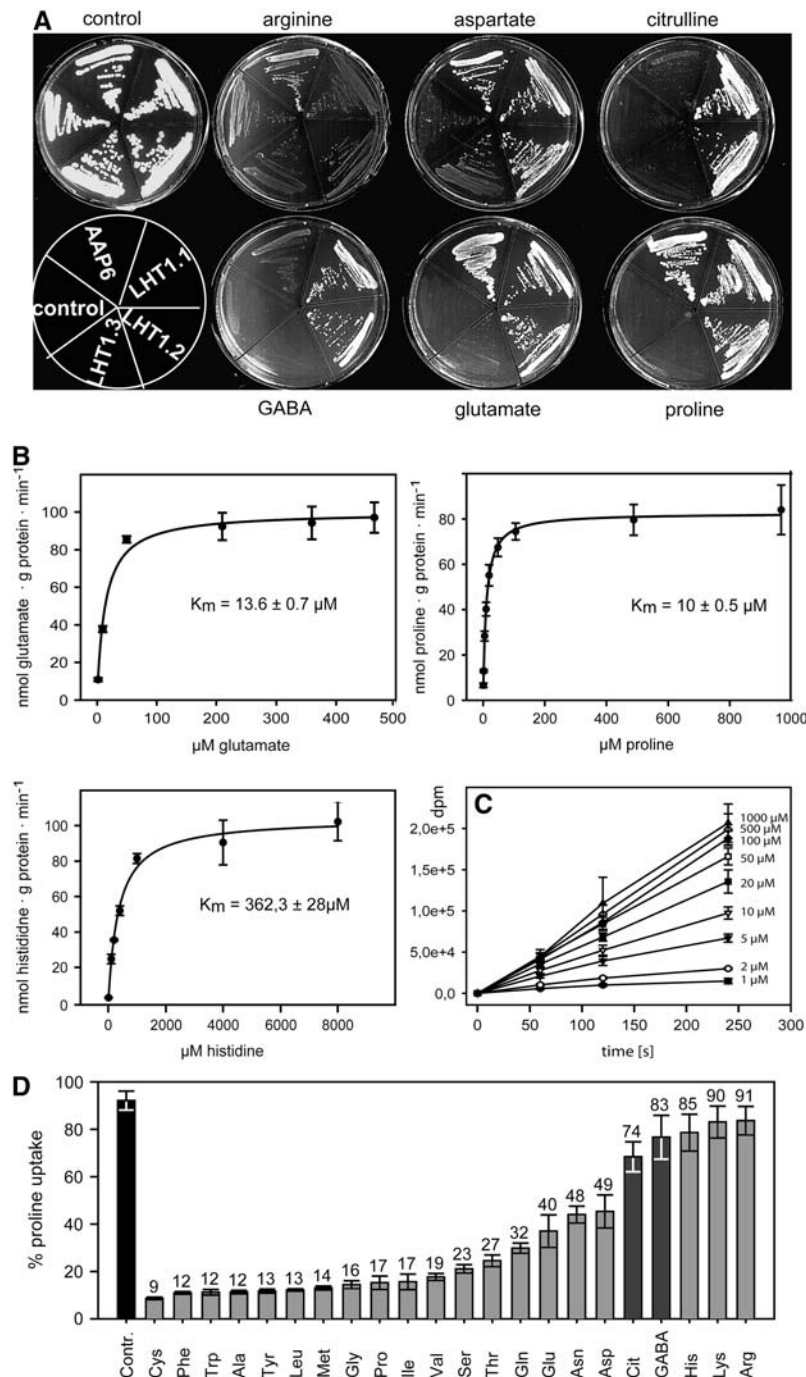 A
control arginine aspartate citrulline
AAP6
LHT1.1
control
LHT1.2
LHT1.3
GABA glutamate proline
B
nmol glutamate · g protein · min-1
100
80
60
40
20
0
Km = 13.6 ± 0.7 µM
0 100 200 300 400 500
µM glutamate
nmol proline · g protein · min-1
80
60
40
20
0
Km = 10 ± 0.5 µM
0 200 400 600 800 1000
µM proline
nmol histididne · g protein · min-1
100
80
60
40
20
0
Km = 362,3 ± 28µM
0 2000 4000 6000 8000
µM histidine
C
dpm
2,0e+5
1,5e+5
1,0e+5
5,0e+4
0,0
1000 µM
500 µM
100 µM
50 µM
20 µM
10 µM
5 µM
2 µM
1 µM
0 50 100 150 200 250 300
time [s]
D
% proline uptake
100
80
60
40
20
0
9 12 12 12 13 13 14 16 17 17 19 23 27 32 40 48 49 74 83 85 90 91
Contr. Cys Phe Trp Ala Tyr Leu Met Gly Pro Ile Val Ser Thr Gln Glu Asn Asp Cit GABA His Lys Arg